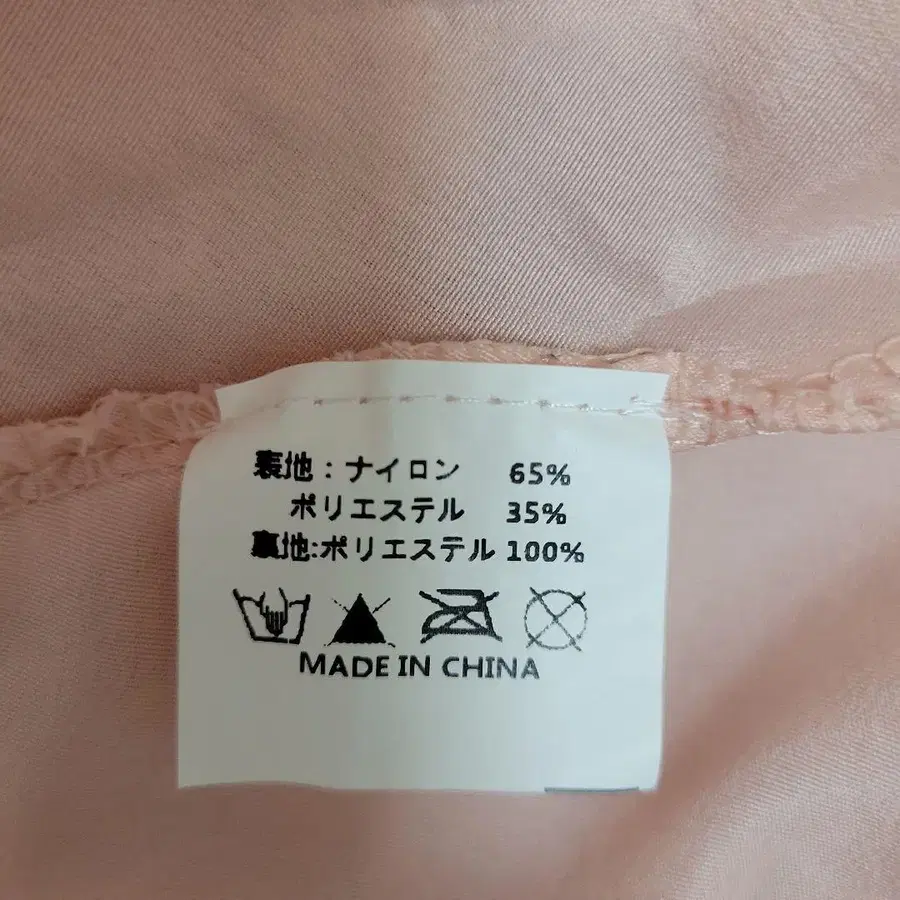 表地：ナイロン 65%
ポリエステル 35%
裏地:ポリエステル 100%
MADE IN CHINA